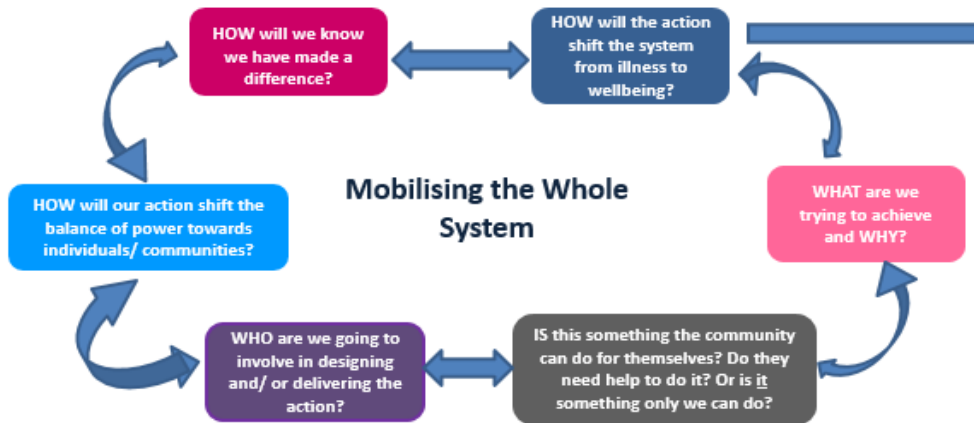 HOW will we know
we have made a
difference?
HOW will the action
shift the system
from illness to
wellbeing?
Mobilising the Whole
System
HOW will our action shift the
balance of power towards
individuals/ communities?
WHAT are we
trying to achieve
and WHY?
WHO are we going to
involve in designing
and/ or delivering the
action?
IS this something the community
can do for themselves? Do they
need help to do it? Or is it
something only we can do?